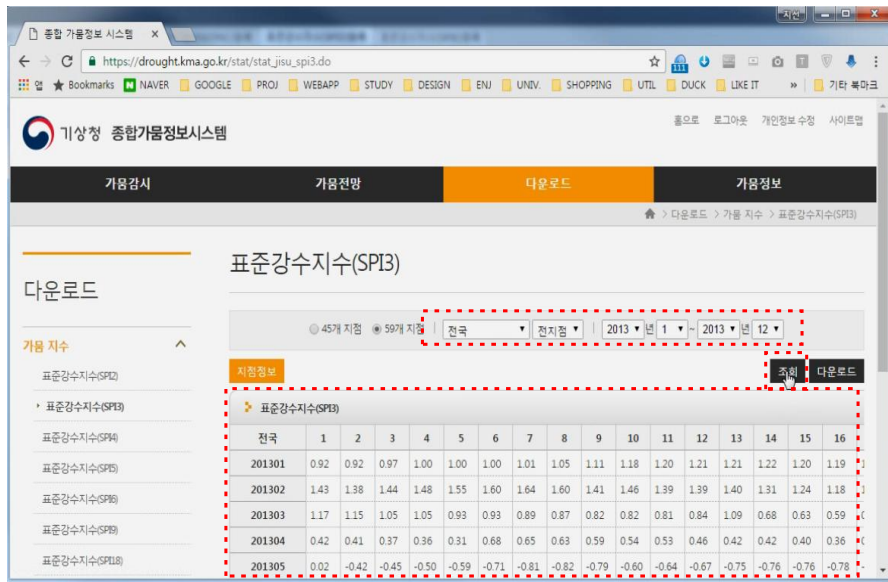 지선
종합 가뭄정보 시스템
https://drought.kma.go.kr/stat/stat_jisu_spi3.do
앱 Bookmarks NAVER GOOGLE PROJ WEBAPP STUDY DESIGN ENJ UNIV. SHOPPING UTIL DUCK LIKE IT » 기타 북마크
홈으로 로그아웃 개인정보 수정 사이트맵
기상청 종합가뭄정보시스템
가뭄감시 가뭄전망 다운로드 가뭄정보
> 다운로드 > 가뭄 지수 > 표준강수지수(SPI3)
표준강수지수(SPI3)
다운로드
45개 지점 59개 지점 전국 전지점 2013 년 1 ~ 2013 년 12
가뭄 지수
지점정보 조회 다운로드
표준강수지수(SPI2)
표준강수지수(SPI3)
표준강수지수(SPI4)
표준강수지수(SPI5)
표준강수지수(SPI6)
표준강수지수(SPI9)
표준강수지수(SPI18)
표준강수지수(SPI3)
전국 1 2 3 4 5 6 7 8 9 10 11 12 13 14 15 16
201301 0.92 0.92 0.97 1.00 1.00 1.00 1.01 1.05 1.11 1.18 1.20 1.21 1.21 1.22 1.20 1.19
201302 1.43 1.38 1.44 1.48 1.55 1.60 1.64 1.60 1.41 1.46 1.39 1.39 1.40 1.31 1.24 1.18
201303 1.17 1.15 1.05 1.05 0.93 0.93 0.89 0.87 0.82 0.82 0.81 0.84 1.09 0.68 0.63 0.59
201304 0.42 0.41 0.37 0.36 0.31 0.68 0.65 0.63 0.59 0.54 0.53 0.46 0.42 0.42 0.40 0.36
201305 0.02 -0.42 -0.45 -0.50 -0.59 -0.71 -0.81 -0.82 -0.79 -0.60 -0.64 -0.67 -0.75 -0.76 -0.76 -0.78